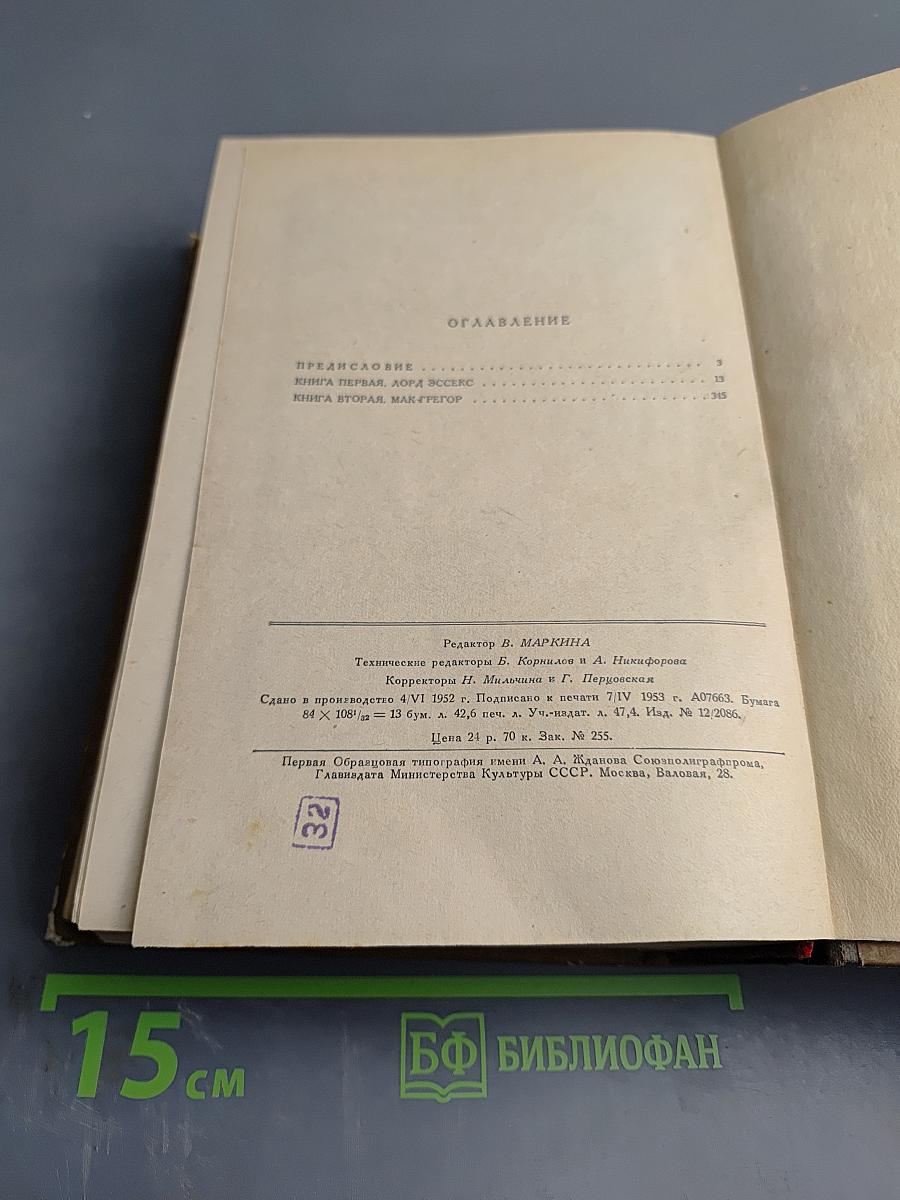 ОГЛАВЛЕНИЕ
ПРЕДИСЛОВИЕ . . . . . . . . . . . . . . . . . . . . . . . . . . . . 3
КНИГА ПЕРВАЯ. ЛОРД ЭССЕКС . . . . . . . . . . . . . . . . . . . . . . 13
КНИГА ВТОРАЯ. МАК-ГРЕГОР . . . . . . . . . . . . . . . . . . . . . . . 345
Редактор В. МАРКИНА
Технические редакторы Б. Корнилов и А. Никифорова
Корректоры Н. Мильчина и Г. Перцовская
Сдано в производство 4/VI 1952 г. Подписано к печати 7/IV 1953 г. А07663. Бумага
84 × 108¹/₃₂ = 13 бум. л. 42,6 печ. л. Уч.-издат. л. 47,4. Изд. № 12/2086.
Цена 24 р. 70 к. Зак. № 255.
Первая Образцовая типография имени А. А. Жданова Союзполиграфпрома,
Главиздата Министерства Культуры СССР. Москва, Валовая, 28.
32
15 см
БФ БИБЛИОФАН